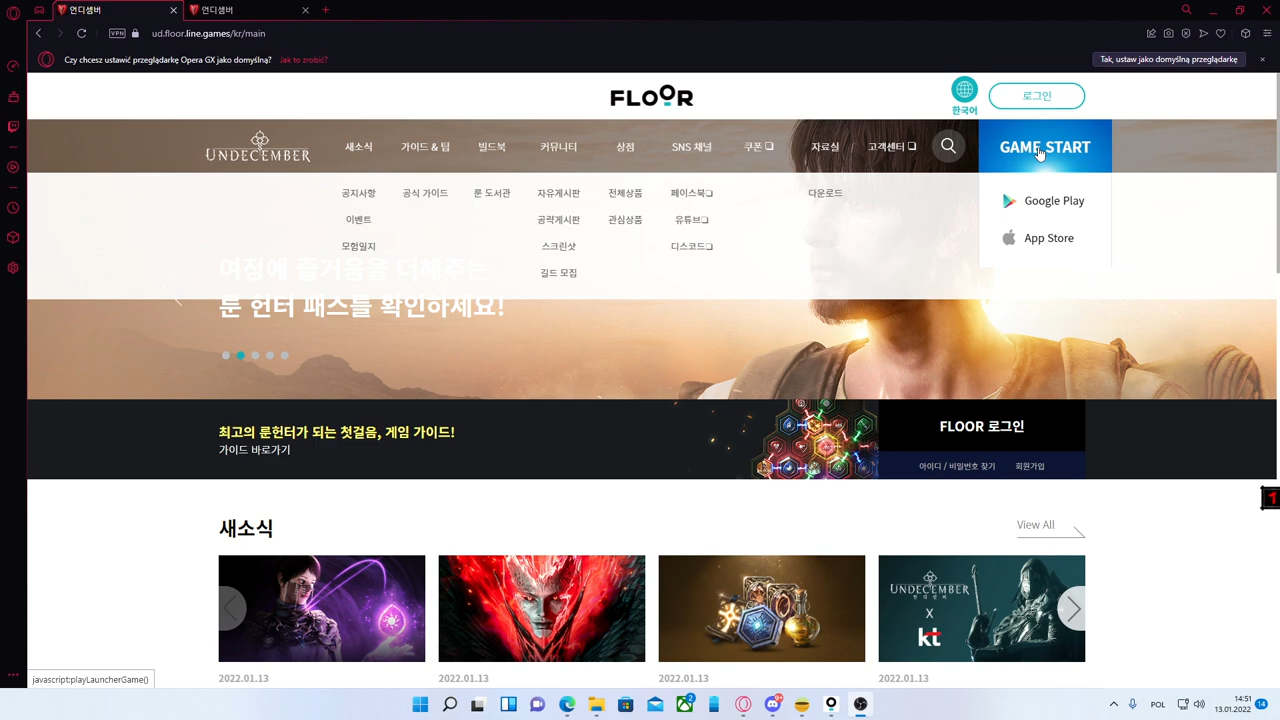 언디셈버
언디셈버
VPN
ud.floor.line.games/kr/main
Czy chcesz ustawić przeglądarkę Opera GX jako domyślną?
Jak to zrobić?
Tak, ustaw jako domyślną przeglądarkę
FLOOR
한국어
로그인
UNDECEMBER
새소식
가이드 & 팁
빌드북
커뮤니티
상점
SNS 채널
쿠폰
자료실
고객센터
GAME START
공지사항
공식 가이드
룬 도서관
자유게시판
전체상품
페이스북
다운로드
Google Play
이벤트
공략게시판
관심상품
유튜브
모험일지
스크린샷
디스코드
App Store
길드 모집
여정에 즐거움을 더해주는
룬 헌터 패스를 확인하세요!
최고의 룬헌터가 되는 첫걸음, 게임 가이드!
가이드 바로가기
FLOOR 로그인
아이디 / 비밀번호 찾기
회원가입
1
새소식
View All
UNDECEMBER
언디셈버
X
kt
2022.01.13
2022.01.13
2022.01.13
2022.01.13
javascript:playLauncherGame()
2
9+
POL
14:51
13.01.2022
14